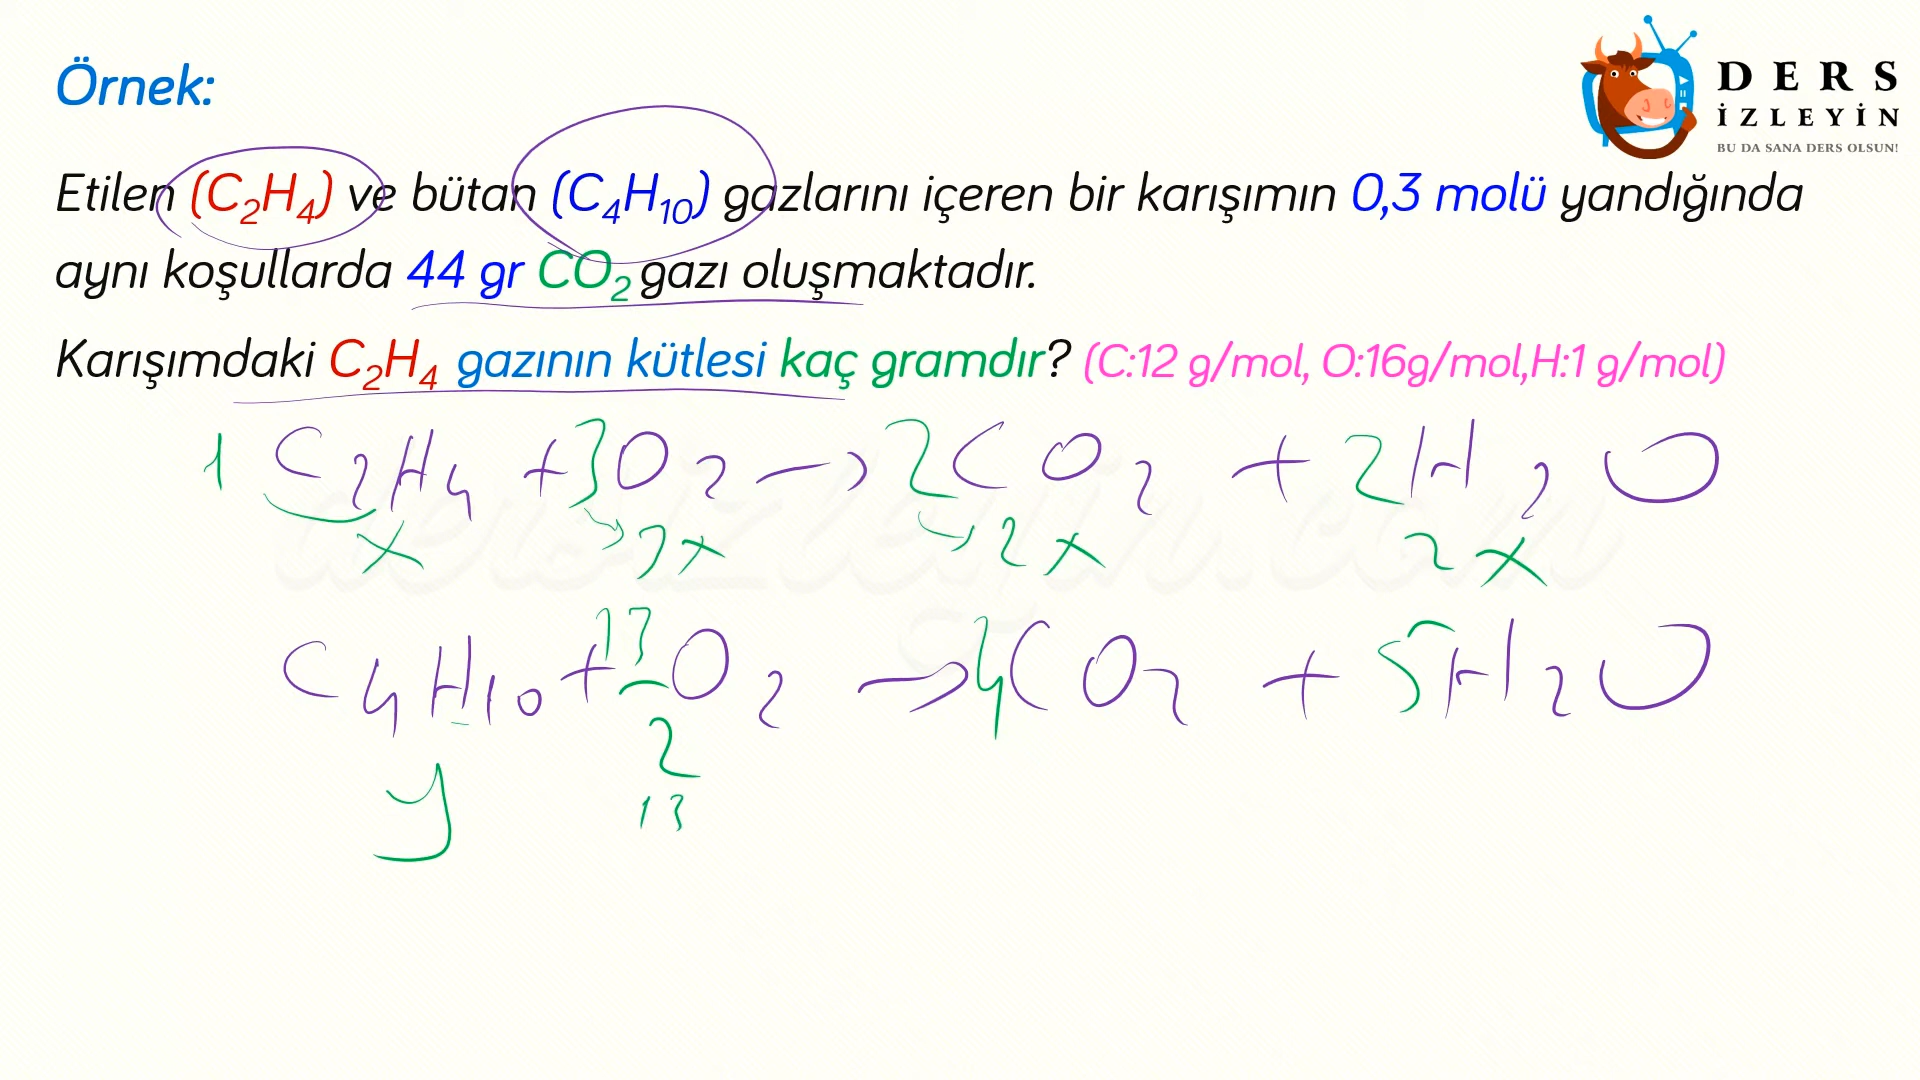 Örnek:
DERS
İZLEYİN
BU DA SANA DERS OLSUN!
Etilen (C₂H₄) ve bütan (C₄H₁₀) gazlarını içeren bir karışımın 0,3 molü yandığında
aynı koşullarda 44 gr CO₂ gazı oluşmaktadır.
Karışımdaki C₂H₄ gazının kütlesi kaç gramdır? (C:12 g/mol, O:16g/mol,H:1 g/mol)
1 C₂H₄ + 3O₂ → 2CO₂ + 2H₂O
x 3x 2x 2x
C₄H₁₀ + 13/2 O₂ → 4CO₂ + 5H₂O
y 13